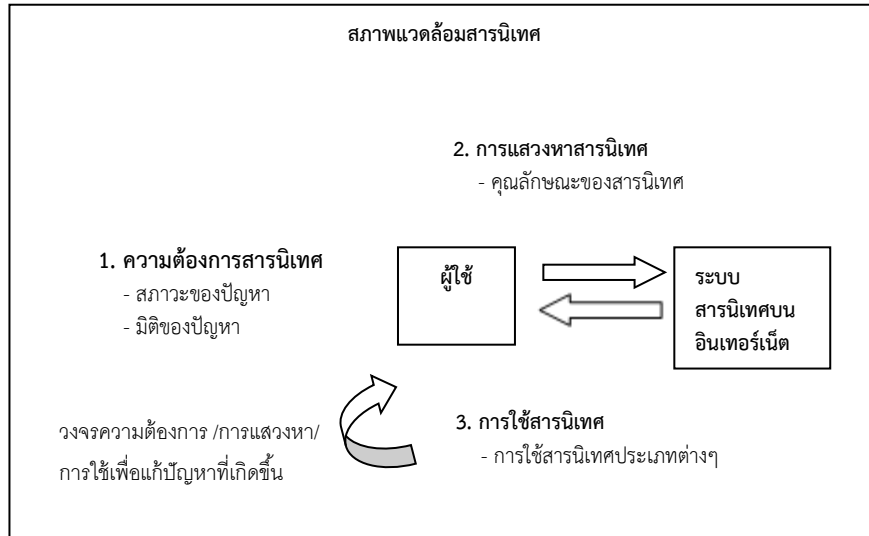 สภาพแวดล้อมสารนิเทศ
2. การแสวงหาสารนิเทศ
- คุณลักษณะของสารนิเทศ
1. ความต้องการสารนิเทศ
- สภาวะของปัญหา
- มิติของปัญหา
ผู้ใช้
ระบบ
สารนิเทศบน
อินเทอร์เน็ต
วงจรความต้องการ /การแสวงหา/
การใช้เพื่อแก้ปัญหาที่เกิดขึ้น
3. การใช้สารนิเทศ
- การใช้สารนิเทศประเภทต่างๆ